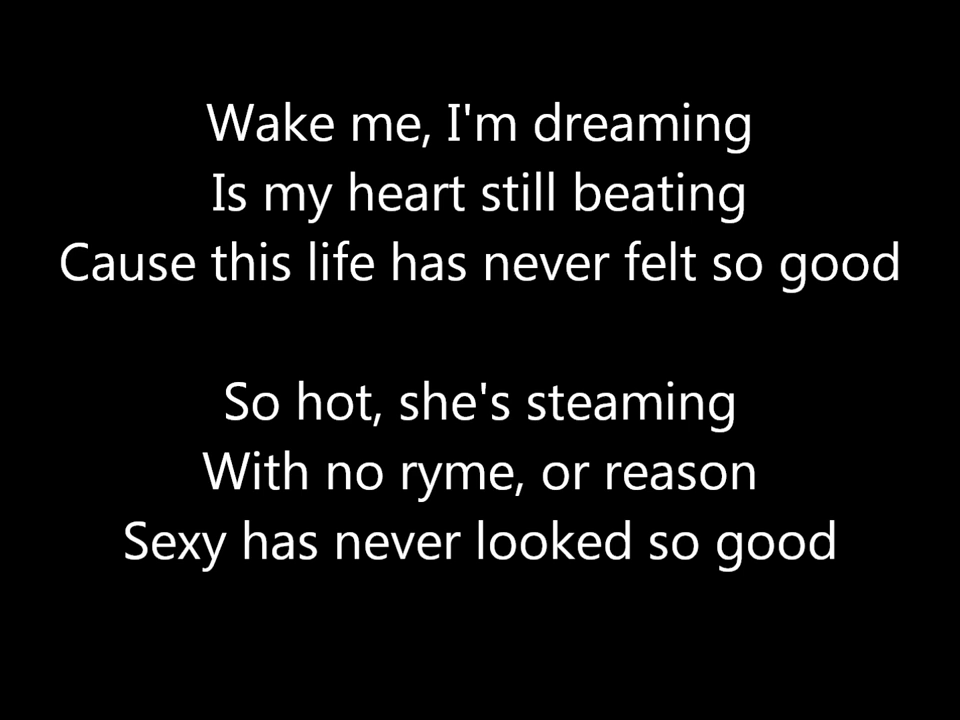 Wake me, I'm dreaming
Is my heart still beating
Cause this life has never felt so good
So hot, she's steaming
With no ryme, or reason
Sexy has never looked so good